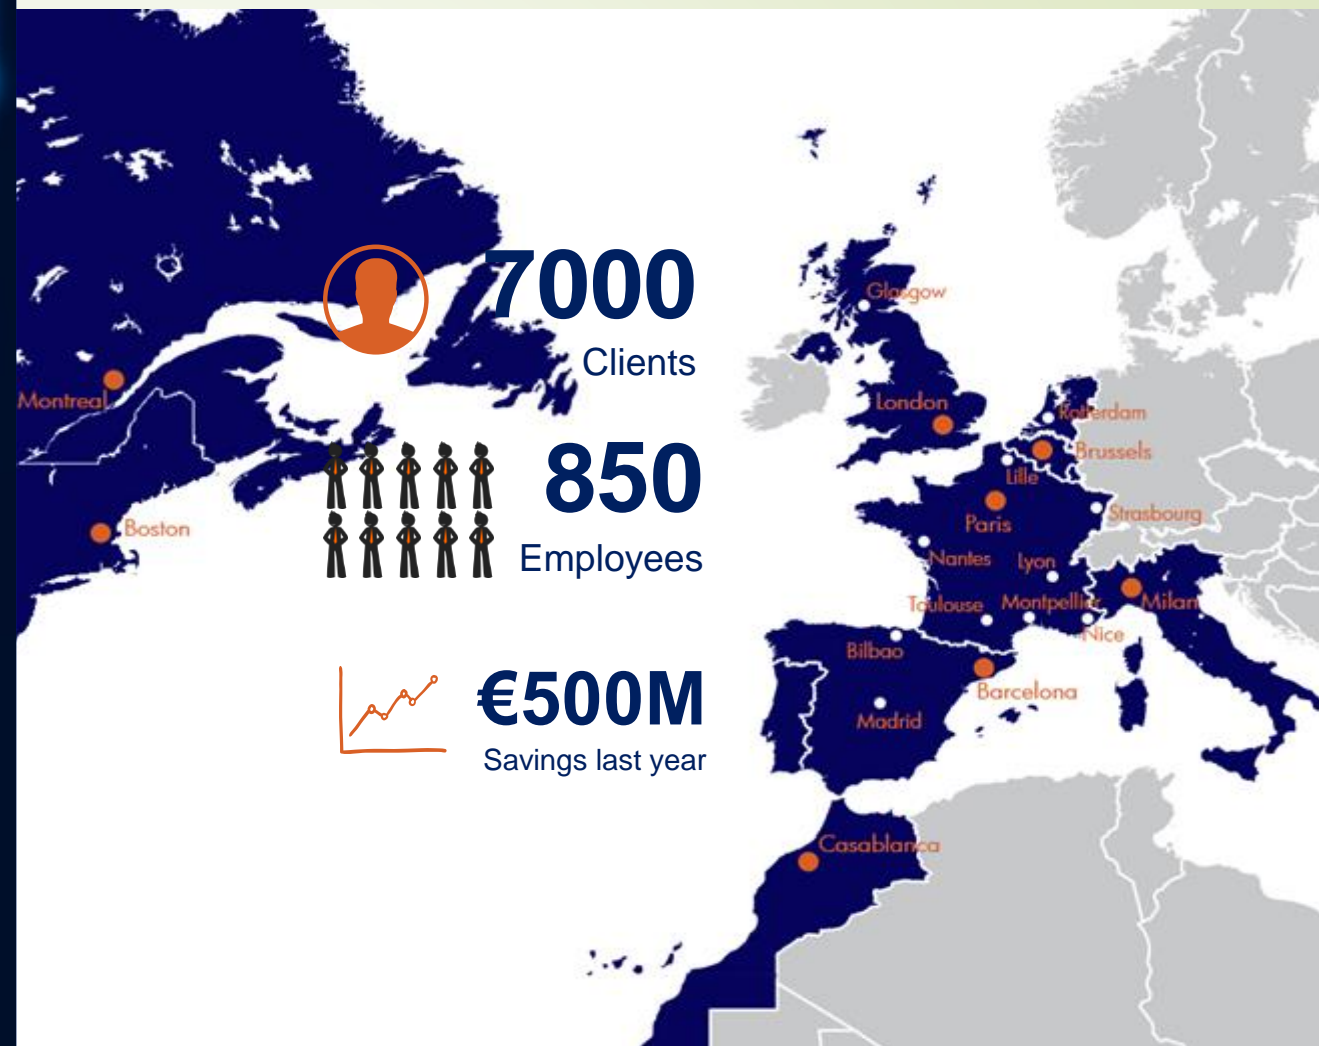 7000
Clients
850
Employees
€500M
Savings last year
Montreal
Boston
Glasgow
London
Rotterdam
Brussels
Lille
Paris
Strasbourg
Nantes
Lyon
Toulouse
Montpellier
Milan
Nice
Bilbao
Barcelona
Madrid
Casablanca